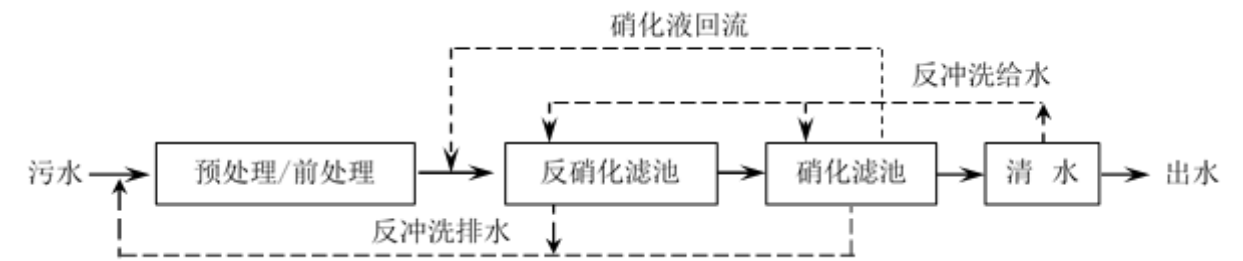 硝化液回流
反冲洗给水
污水
预处理/前处理
反硝化滤池
硝化滤池
清 水
出水
反冲洗排水